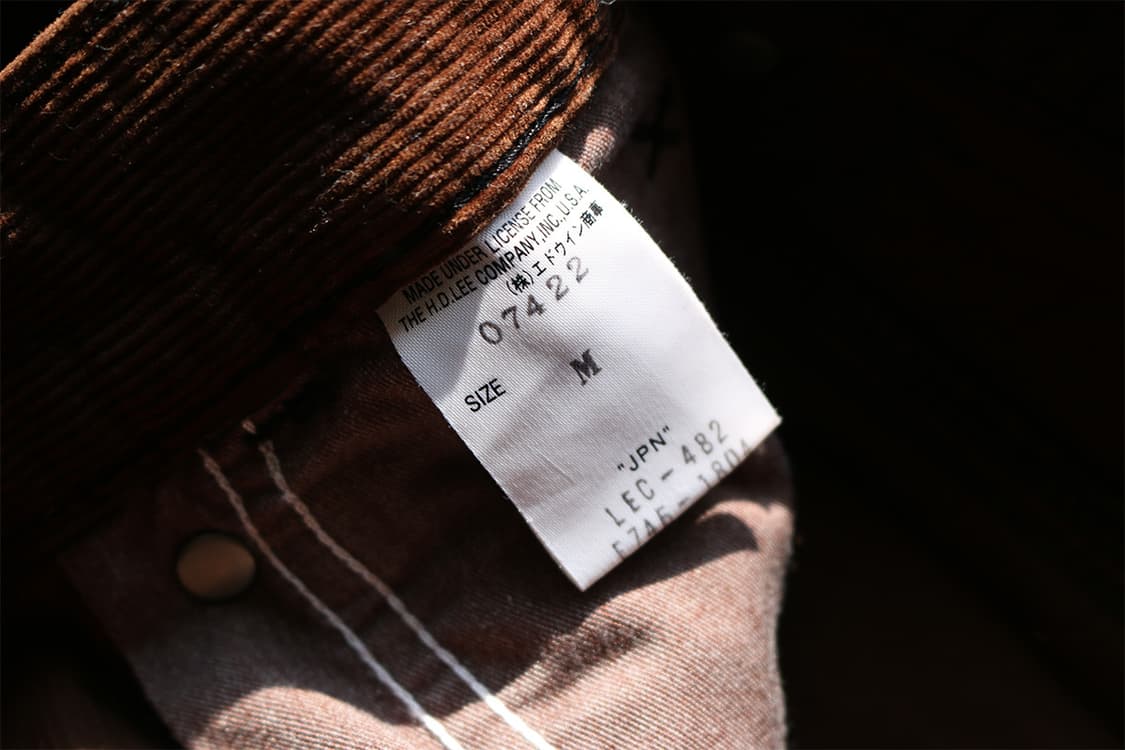 MADE UNDER LICENSE FROM
THE H.D.LEE COMPANY,INC.,U.S.A.
(株)エドウイン商事
07422
SIZE M
"JPN"
LEC-482